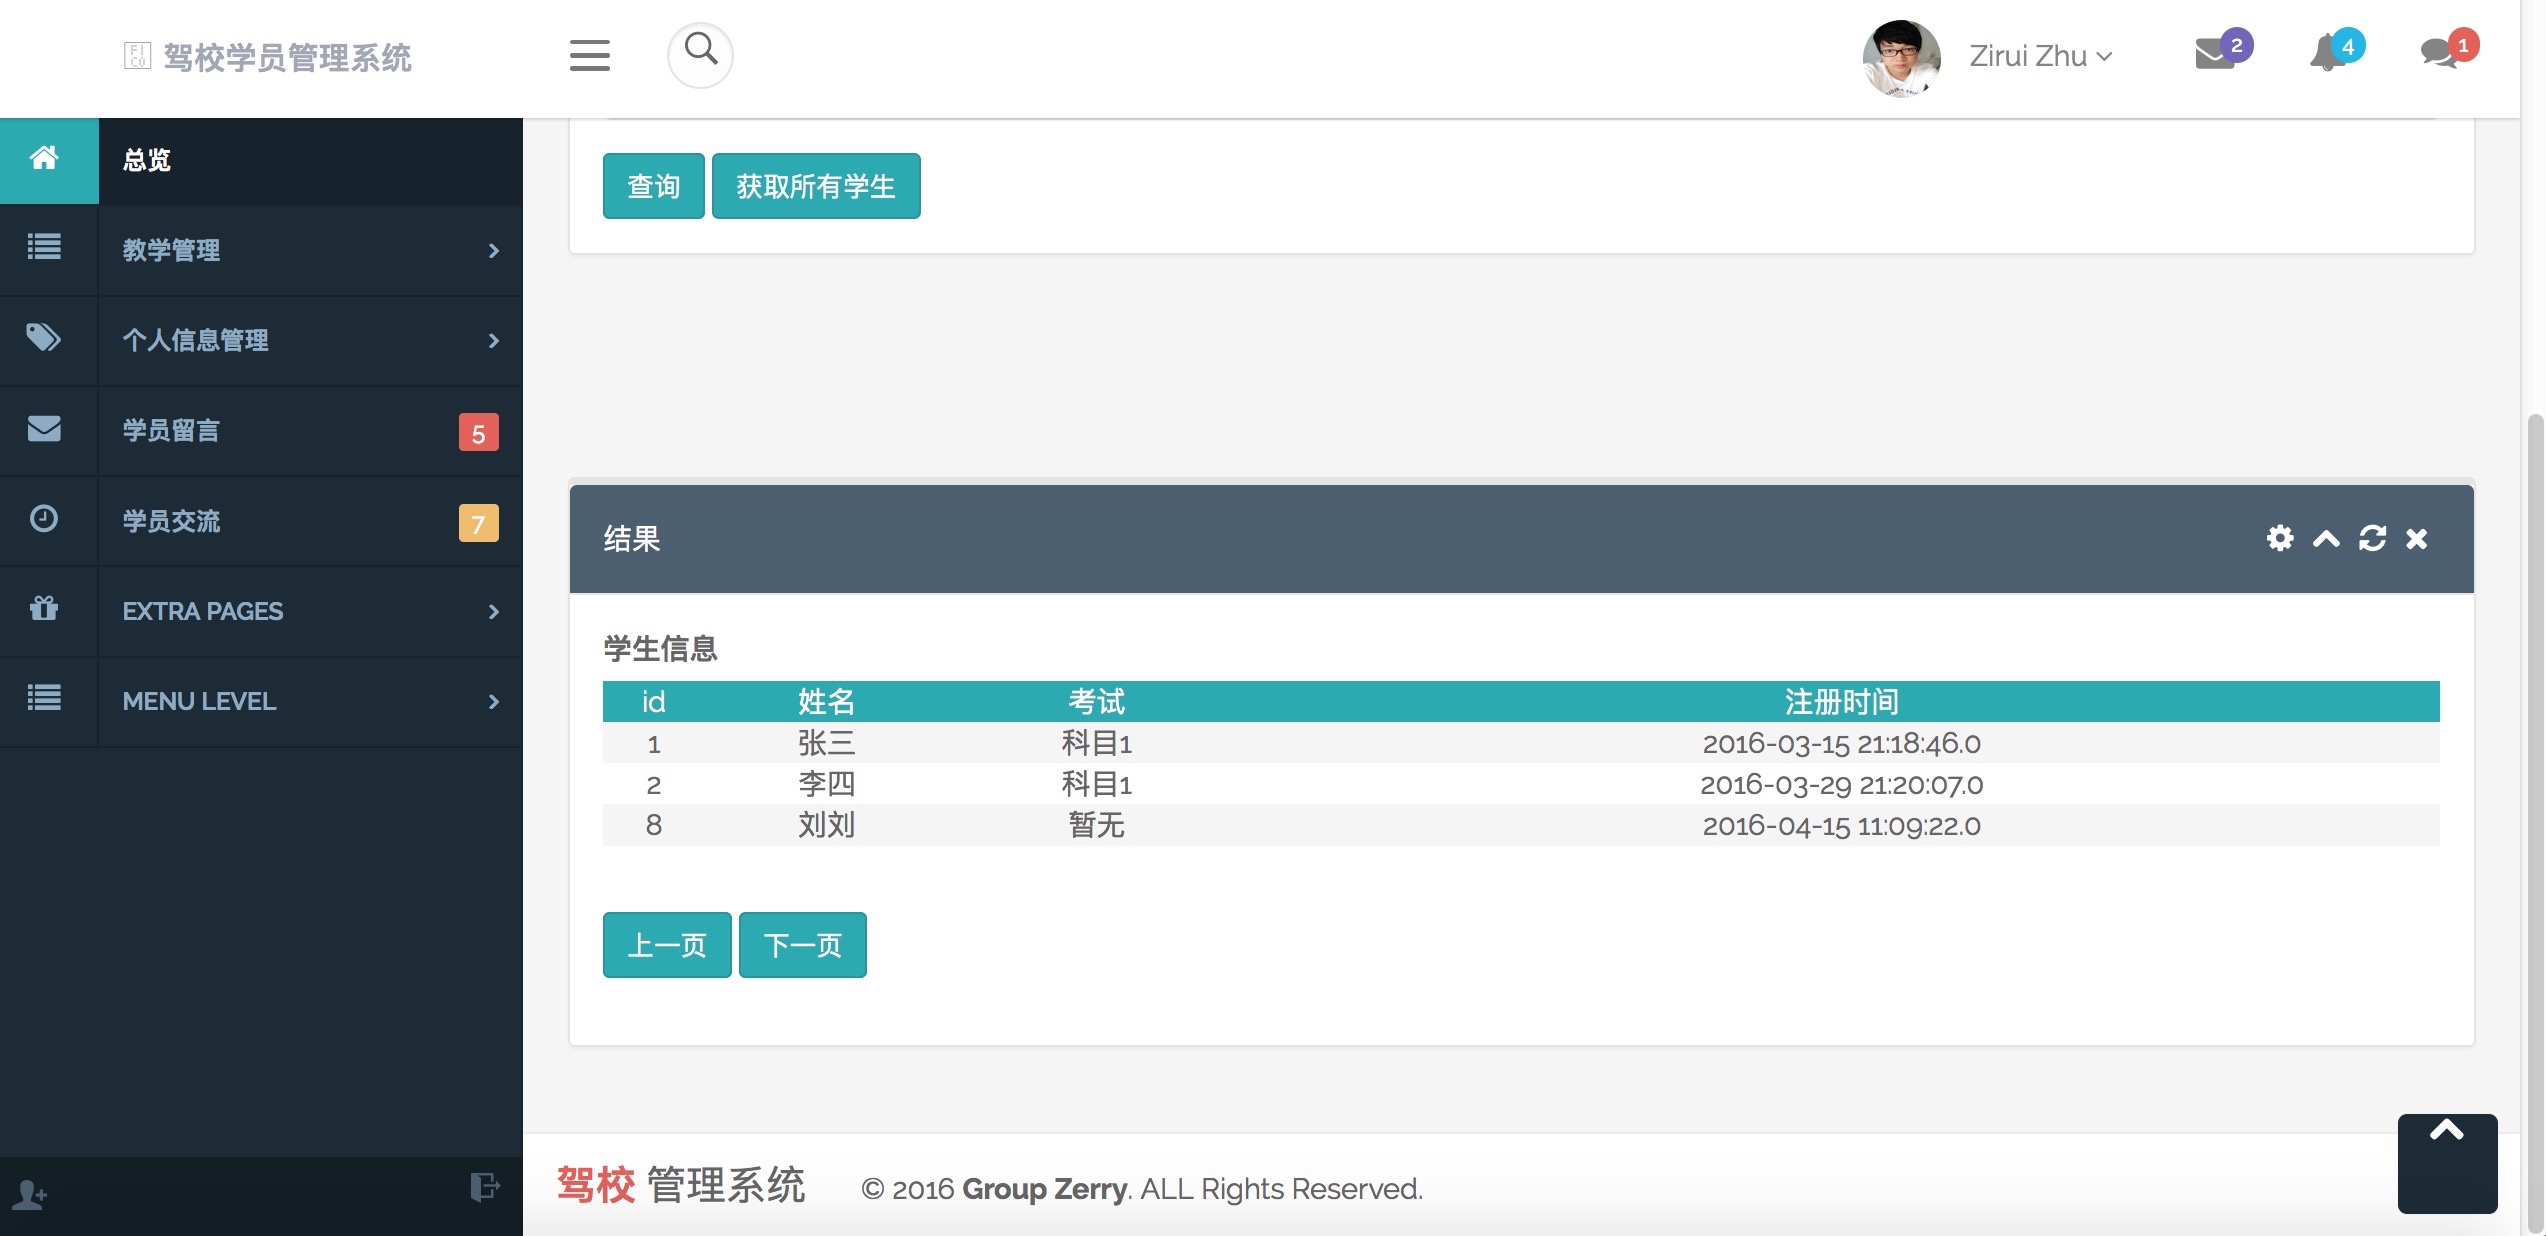 驾校学员管理系统
Zirui Zhu
2
4
1
总览
教学管理
个人信息管理
学员留言 5
学员交流 7
EXTRA PAGES
MENU LEVEL
查询 获取所有学生
结果
学生信息
id 姓名 考试 注册时间
1 张三 科目1 2016-03-15 21:18:46.0
2 李四 科目1 2016-03-29 21:20:07.0
8 刘刘 暂无 2016-04-15 11:09:22.0
上一页 下一页
驾校 管理系统 © 2016 Group Zerry. ALL Rights Reserved.